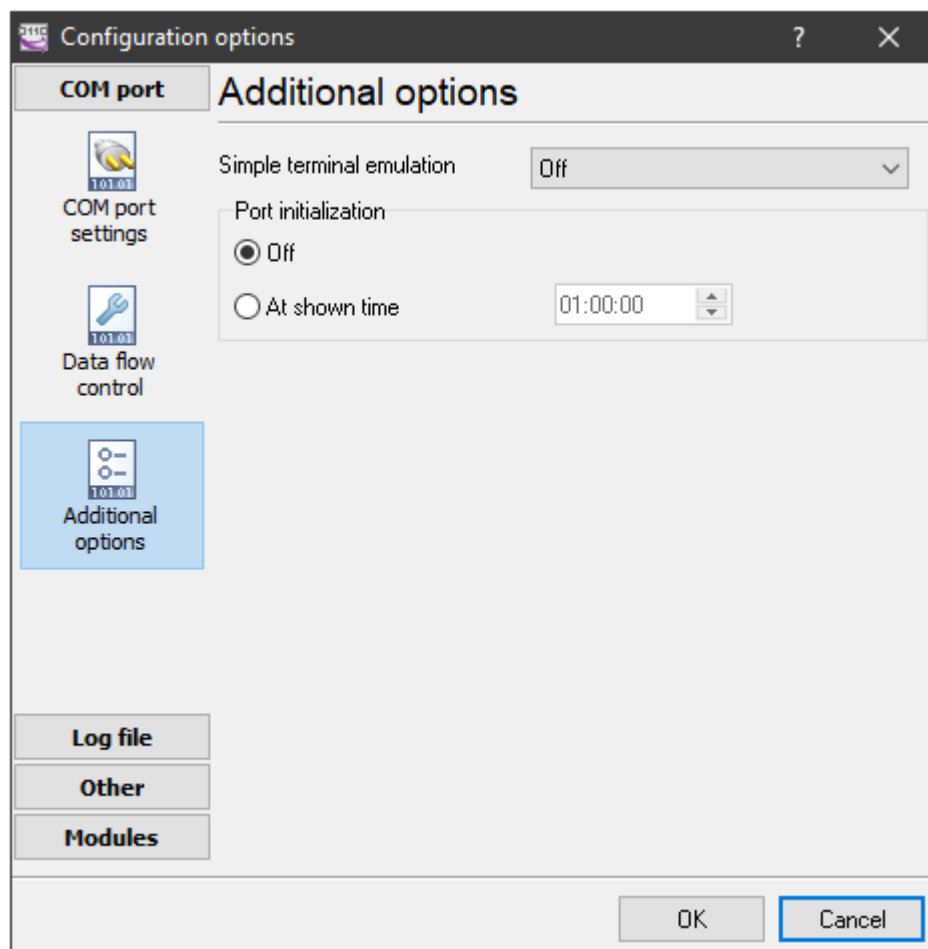 Configuration options
?
COM port
Additional options
COM port
settings
Data flow
control
Additional
options
Simple terminal emulation
Off
Port initialization
Off
At shown time
01:00:00
Log file
Other
Modules
OK
Cancel